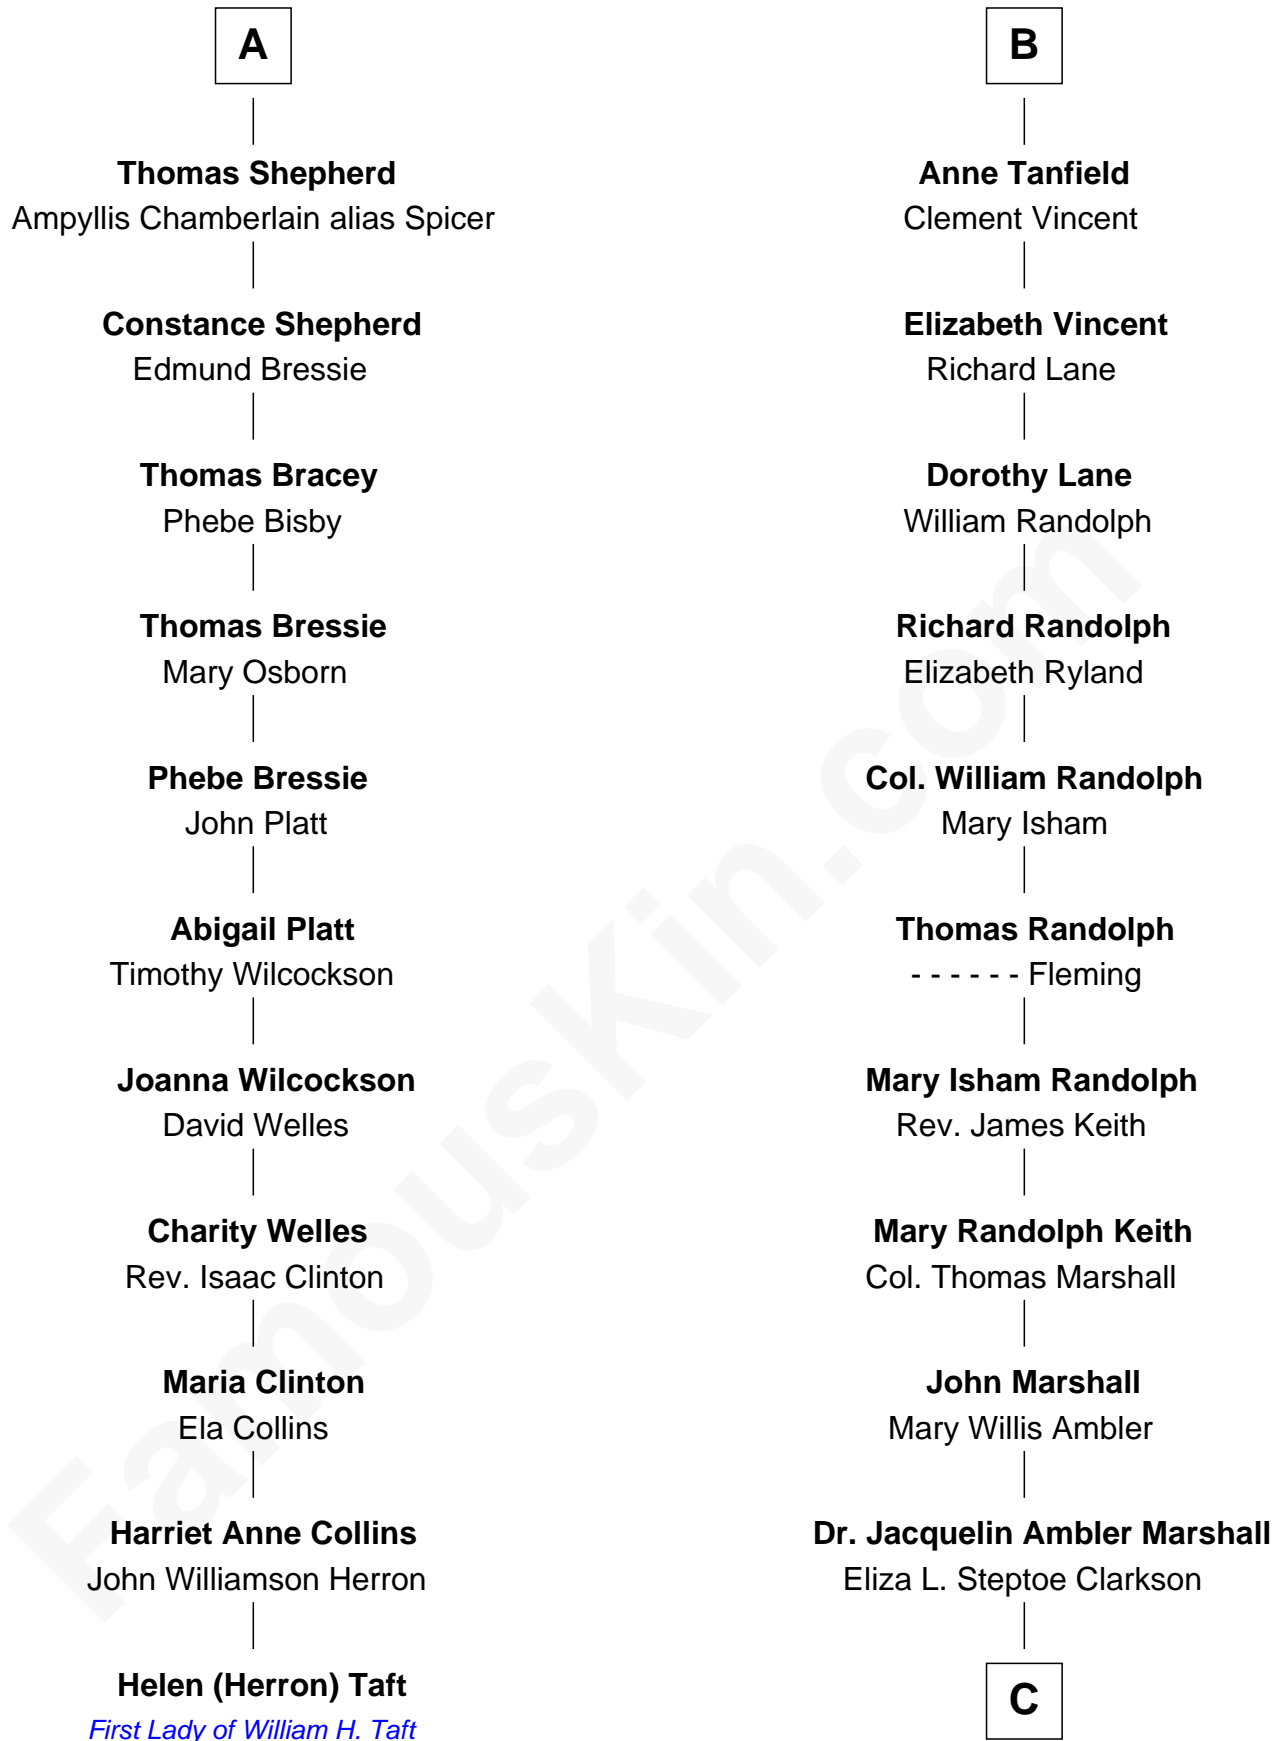 A
Thomas Shepherd
Ampyllis Chamberlain alias Spicer
Constance Shepherd
Edmund Bressie
Thomas Bracey
Phebe Bisby
Thomas Bressie
Mary Osborn
Phebe Bressie
John Platt
Abigail Platt
Timothy Wilcockson
Joanna Wilcockson
David Welles
Charity Welles
Rev. Isaac Clinton
Maria Clinton
Ela Collins
Harriet Anne Collins
John Williamson Herron
Helen (Herron) Taft
First Lady of William H. Taft
B
Anne Tanfield
Clement Vincent
Elizabeth Vincent
Richard Lane
Dorothy Lane
William Randolph
Richard Randolph
Elizabeth Ryland
Col. William Randolph
Mary Isham
Thomas Randolph
- - - - - - Fleming
Mary Isham Randolph
Rev. James Keith
Mary Randolph Keith
Col. Thomas Marshall
John Marshall
Mary Willis Ambler
Dr. Jacquelin Ambler Marshall
Eliza L. Steptoe Clarkson
C
FamousKin.com